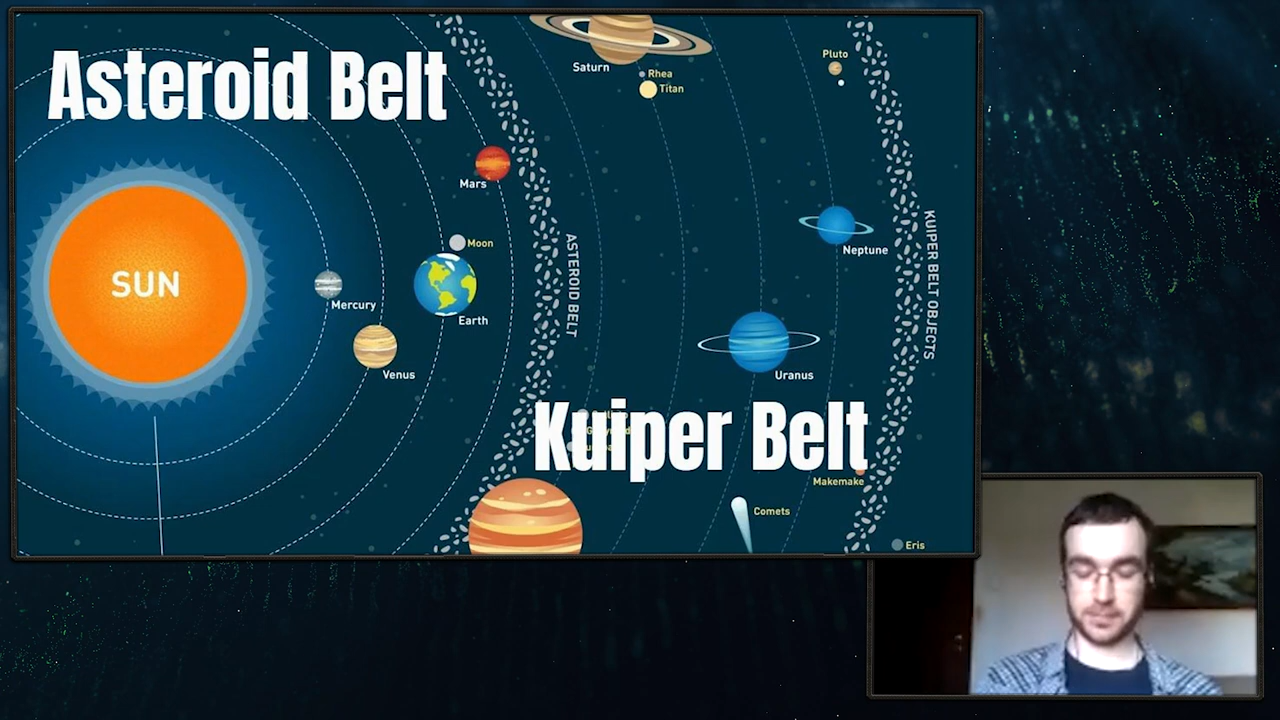 Asteroid Belt
Saturn
Rhea
Titan
Pluto
Mars
Moon
SUN
Mercury
Earth
Venus
ASTEROID BELT
Neptune
KUIPER BELT OBJECTS
Uranus
Kuiper Belt
Makemake
Comets
Eris